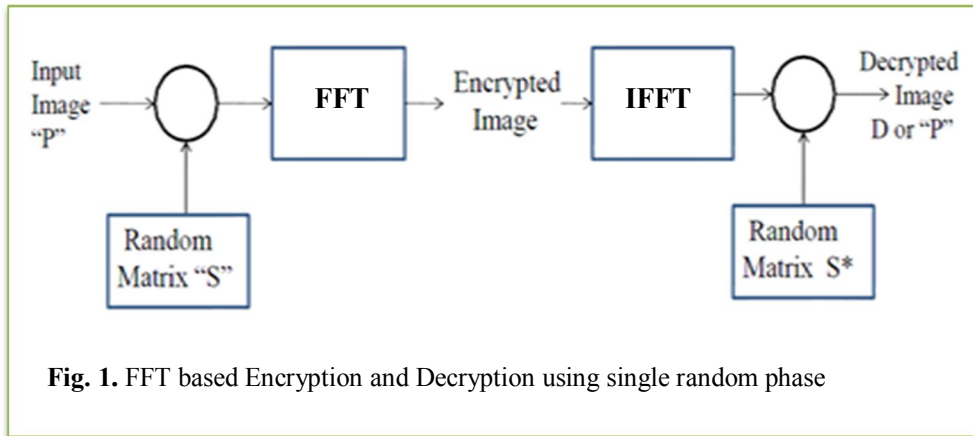 Input
Image
“P”
FFT
Encrypted
Image
IFFT
Decrypted
Image
D or “P”
Random
Matrix “S”
Random
Matrix S*
Fig. 1. FFT based Encryption and Decryption using single random phase